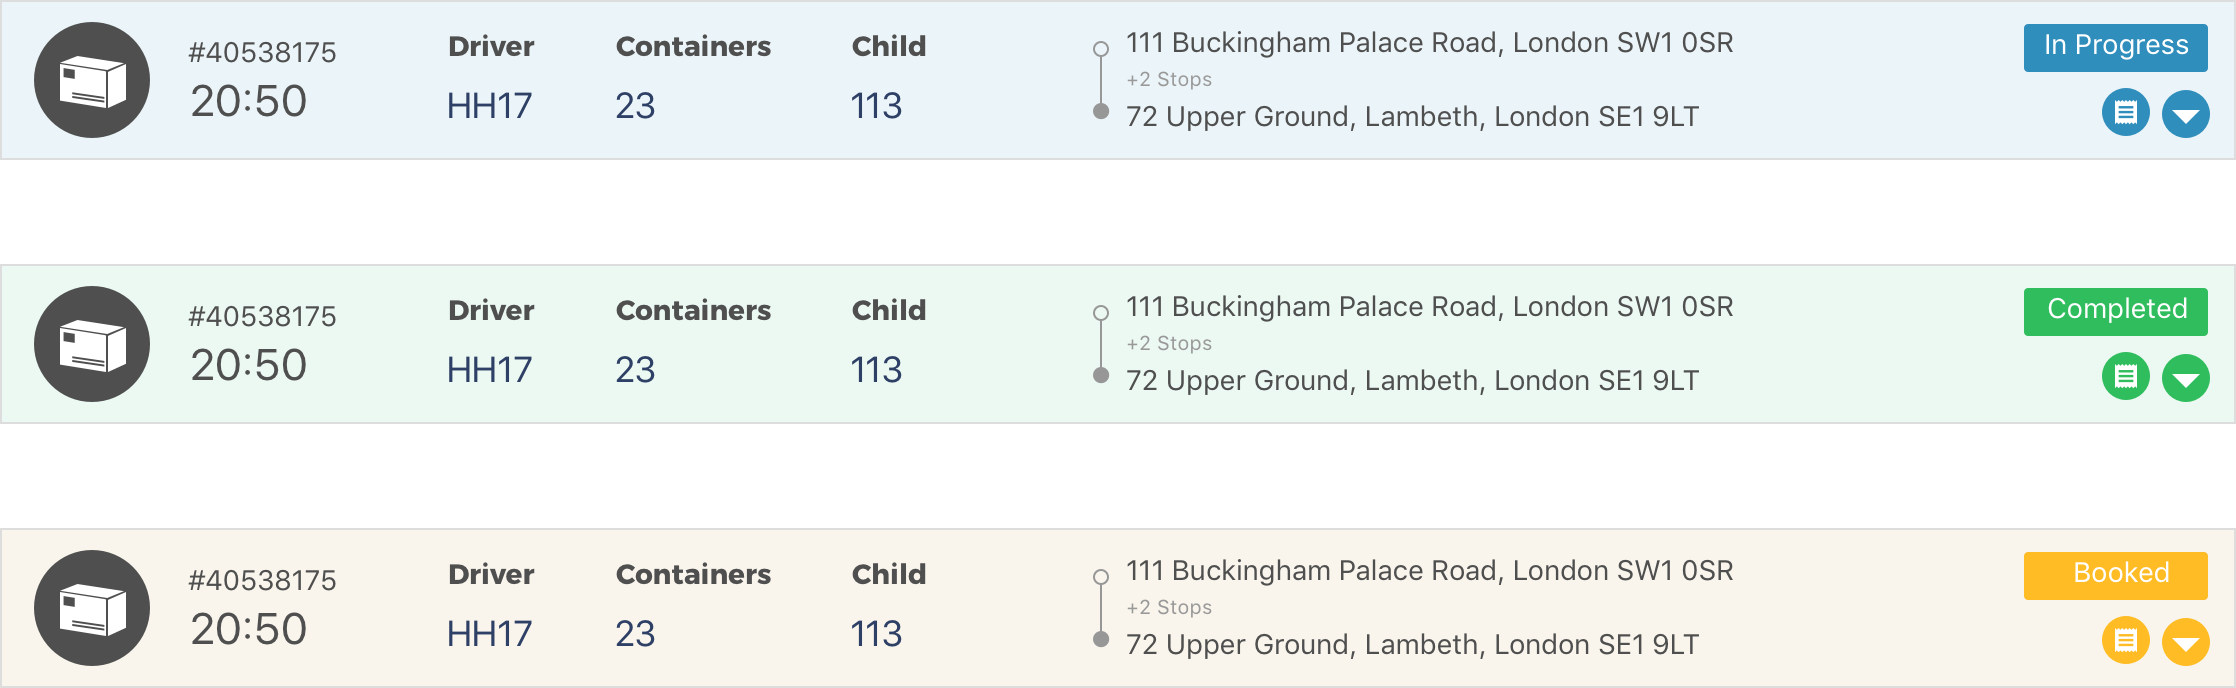 #40538175
20:50
Driver
HH17
Containers
23
Child
113
111 Buckingham Palace Road, London SW1 0SR
+2 Stops
72 Upper Ground, Lambeth, London SE1 9LT
In Progress
#40538175
20:50
Driver
HH17
Containers
23
Child
113
111 Buckingham Palace Road, London SW1 0SR
+2 Stops
72 Upper Ground, Lambeth, London SE1 9LT
Completed
#40538175
20:50
Driver
HH17
Containers
23
Child
113
111 Buckingham Palace Road, London SW1 0SR
+2 Stops
72 Upper Ground, Lambeth, London SE1 9LT
Booked